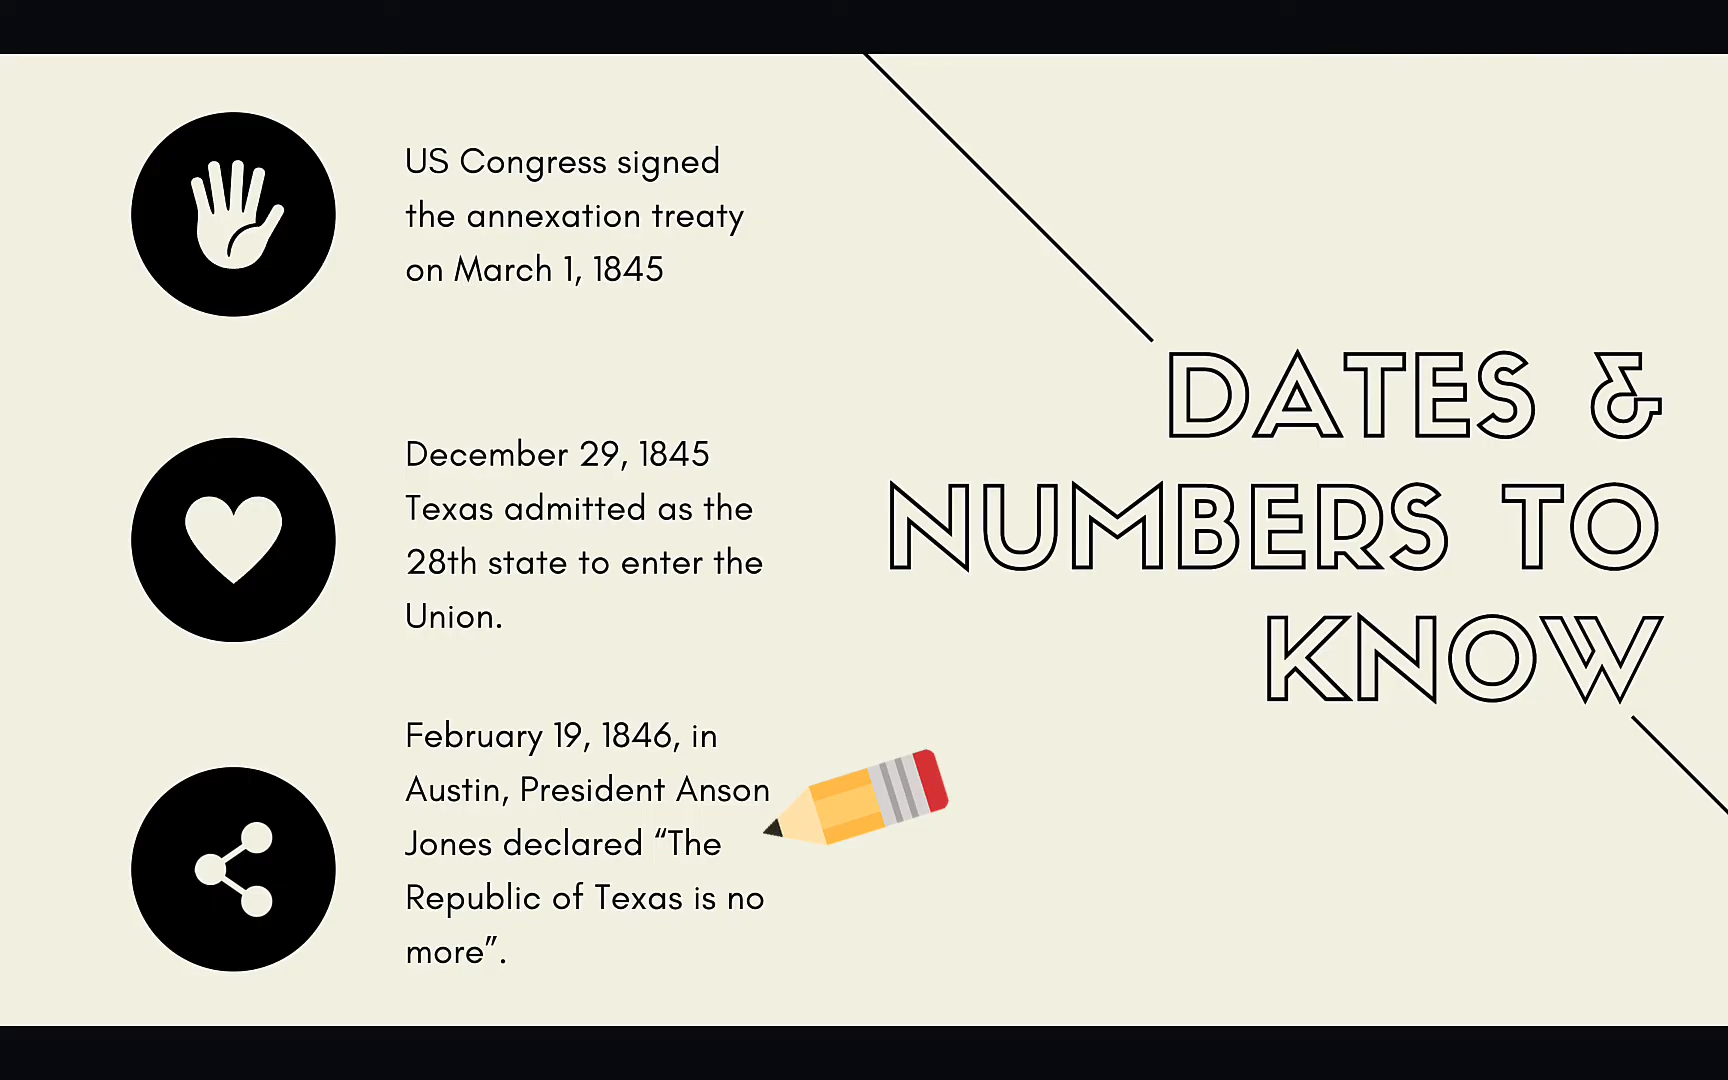 US Congress signed
the annexation treaty
on March 1, 1845
December 29, 1845
Texas admitted as the
28th state to enter the
Union.
February 19, 1846, in
Austin, President Anson
Jones declared “The
Republic of Texas is no
more”.
DATES &
NUMBERS TO
KNOW